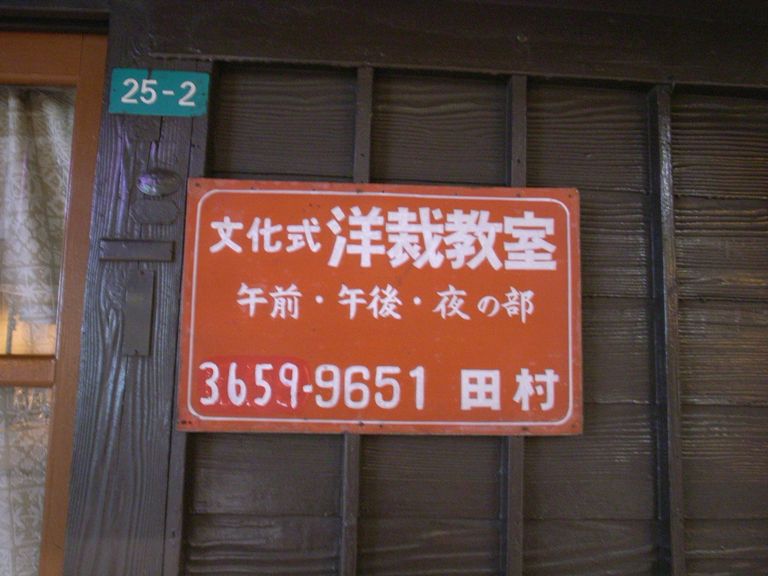 25-2
文化式 洋裁教室
午前・午後・夜の部
3659-9651 田村